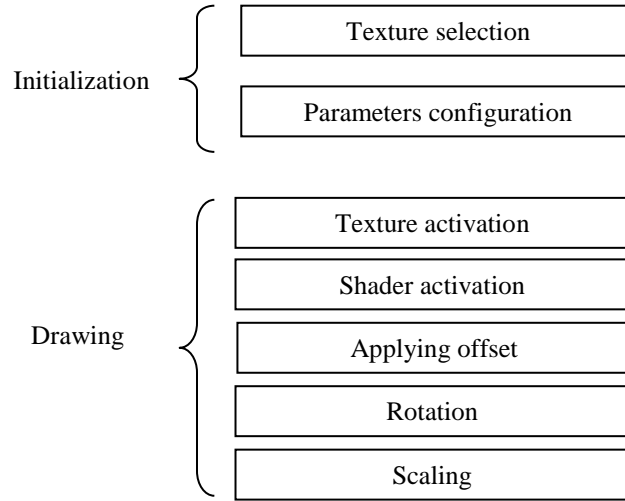 Initialization
Texture selection
Parameters configuration
Drawing
Texture activation
Shader activation
Applying offset
Rotation
Scaling